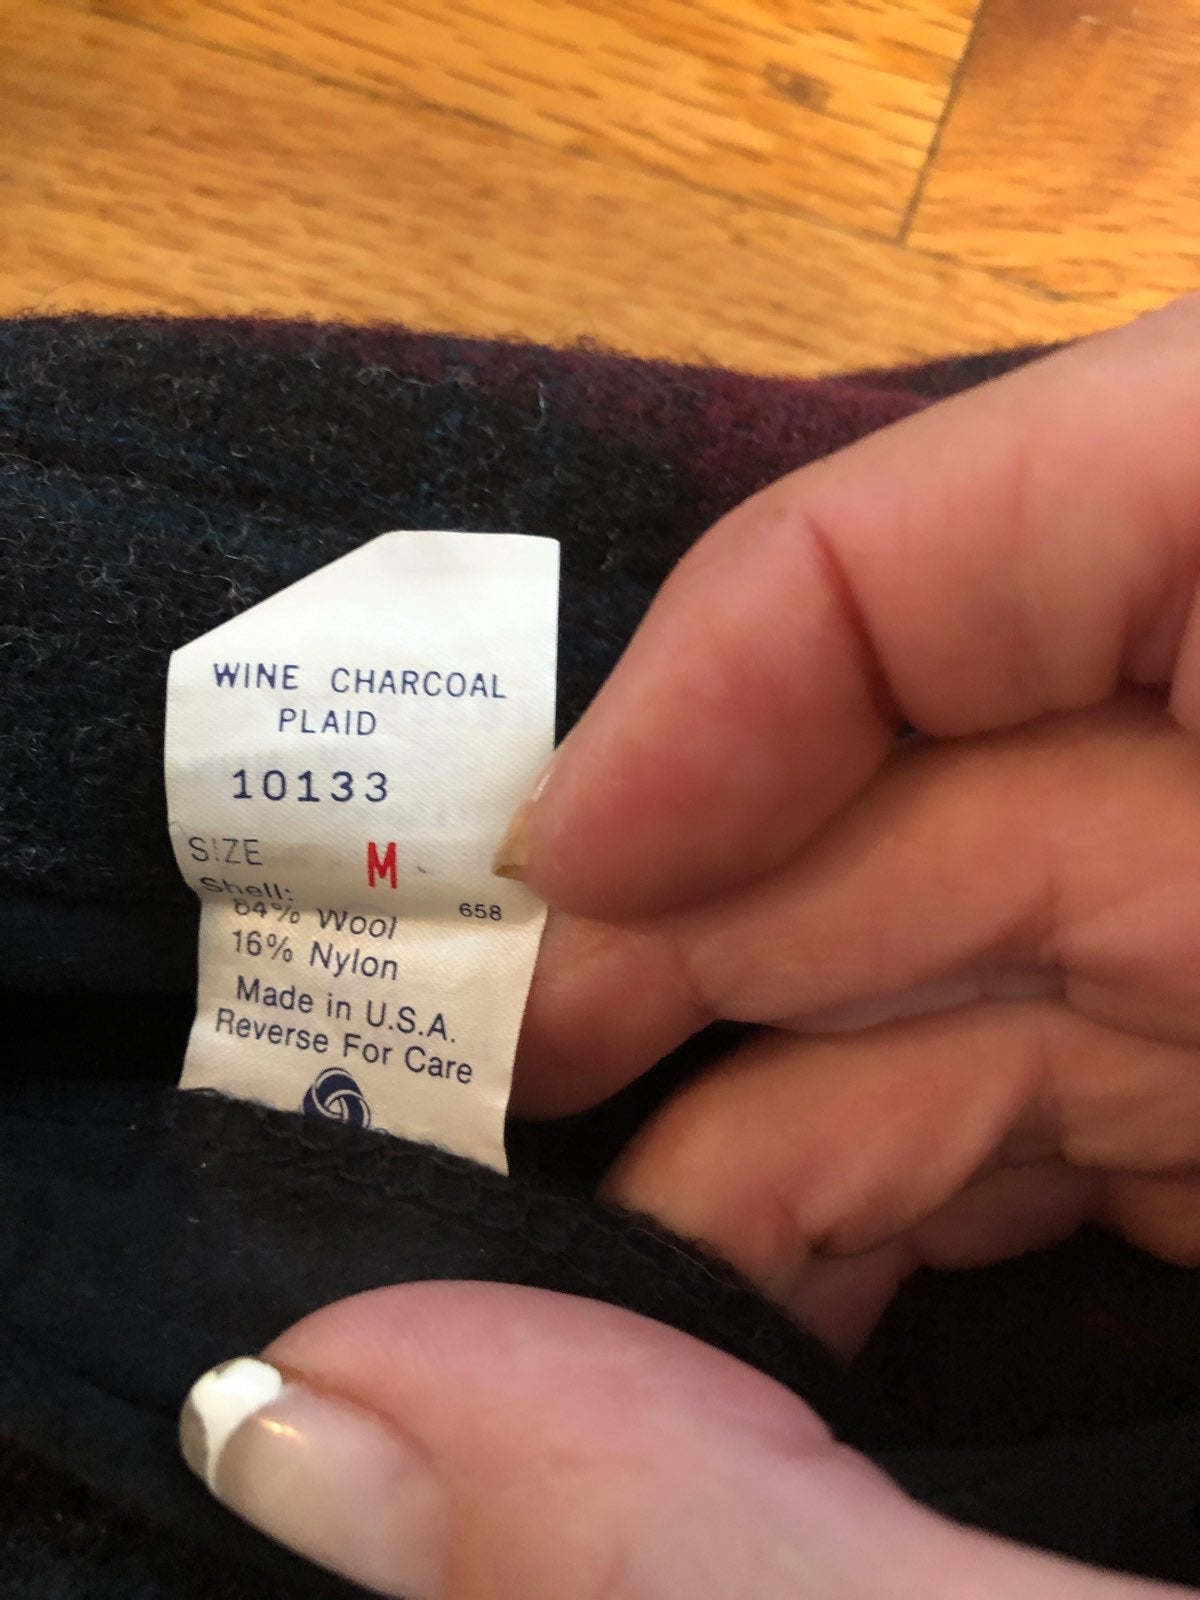 WINE CHARCOAL
PLAID
10133
SIZE M
Shell:
84% Wool 658
16% Nylon
Made in U.S.A.
Reverse For Care